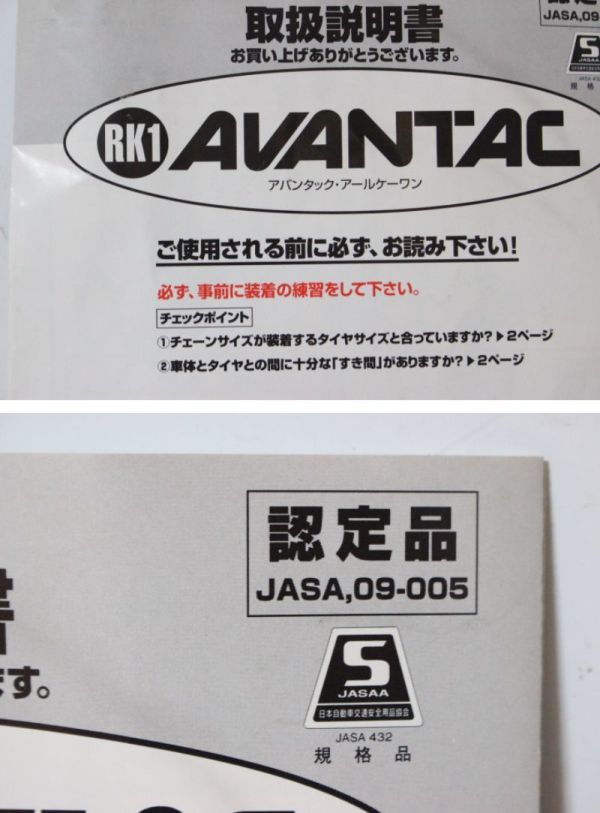 取扱説明書
お買い上げありがとうございます。
JASA,09
S
JASAA
JASA 43
規格
RK1 AVANTAC
アバンタック・アールケーワン
ご使用される前に必ず、お読み下さい!
必ず、事前に装着の練習をして下さい。
チェックポイント
①チェーンサイズが装着するタイヤサイズと合っていますか?▶2ページ
②車体とタイヤとの間に十分な「すき間」がありますか?▶2ページ
認定品
JASA,09-005
書
ます。
S
JASAA
日本自動車交通安全用品協会
JASA 432
規格品